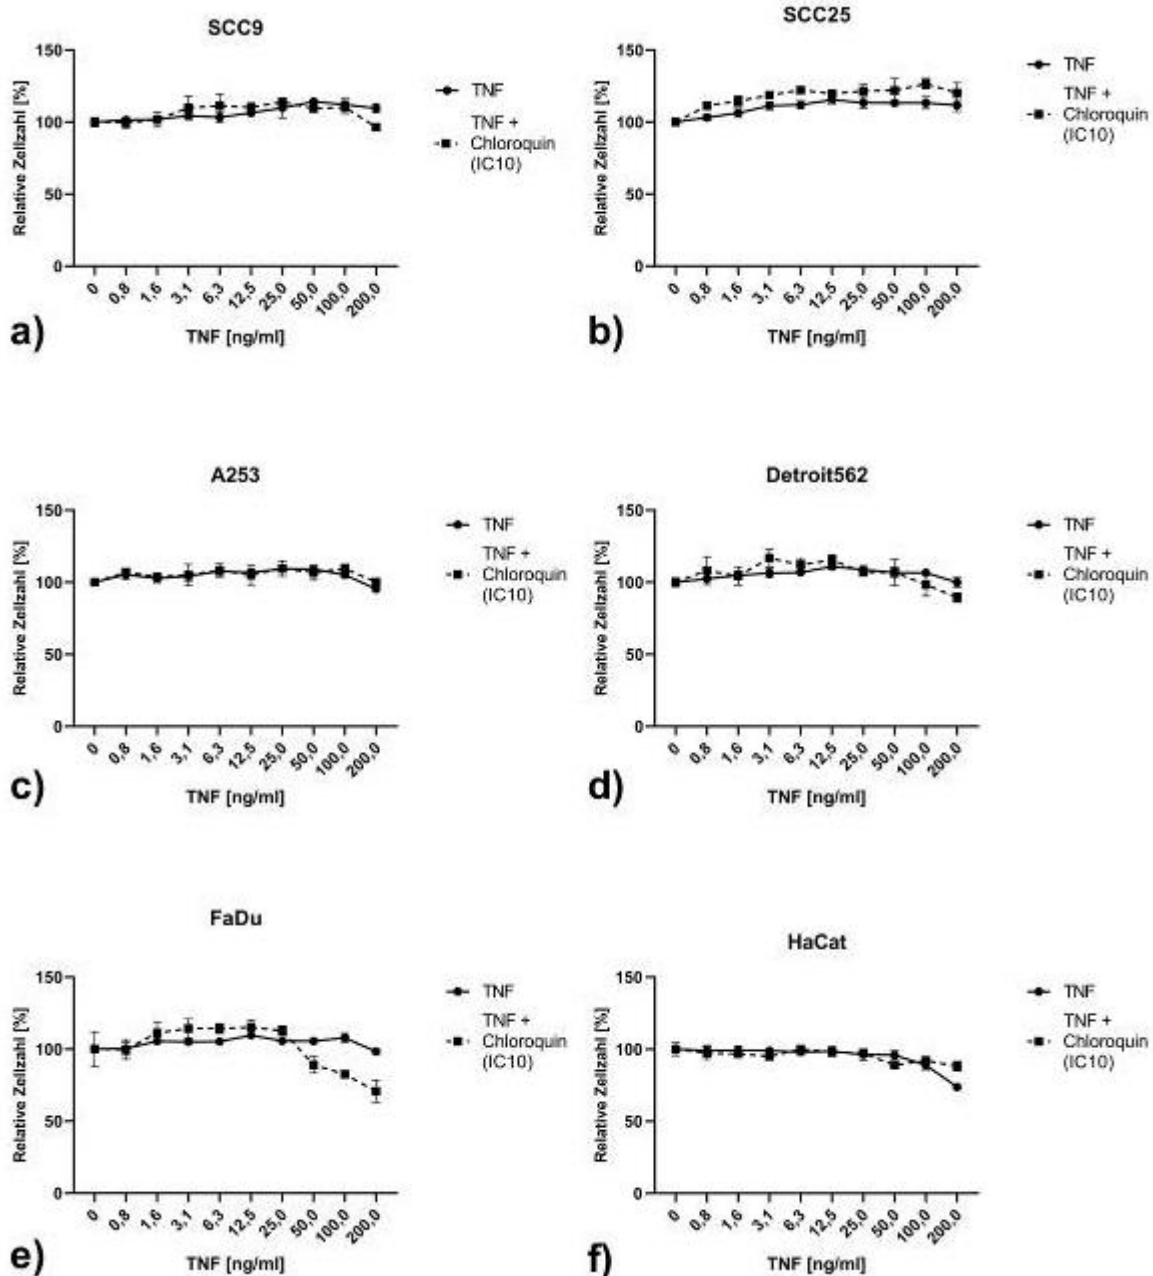 SCC9
150
100
50
0
Relative Zellzahl [%]
0
0,8
1,6
3,1
6,3
12,5
25,0
50,0
100,0
200,0
TNF [ng/ml]
TNF
TNF +
Chloroquin
(IC10)
a)
SCC25
150
100
50
0
Relative Zellzahl [%]
0
0,8
1,6
3,1
6,3
12,5
25,0
50,0
100,0
200,0
TNF [ng/ml]
TNF
TNF +
Chloroquin
(IC10)
b)
A253
150
100
50
0
Relative Zellzahl [%]
0
0,8
1,6
3,1
6,3
12,5
25,0
50,0
100,0
200,0
TNF [ng/ml]
TNF
TNF +
Chloroquin
(IC10)
c)
Detroit562
150
100
50
0
Relative Zellzahl [%]
0
0,8
1,6
3,1
6,3
12,5
25,0
50,0
100,0
200,0
TNF [ng/ml]
TNF
TNF +
Chloroquin
(IC10)
d)
FaDu
150
100
50
0
Relative Zellzahl [%]
0
0,8
1,6
3,1
6,3
12,5
25,0
50,0
100,0
200,0
TNF [ng/ml]
TNF
TNF +
Chloroquin
(IC10)
e)
HaCat
150
100
50
0
Relative Zellzahl [%]
0
0,8
1,6
3,1
6,3
12,5
25,0
50,0
100,0
200,0
TNF [ng/ml]
TNF
TNF +
Chloroquin
(IC10)
f)